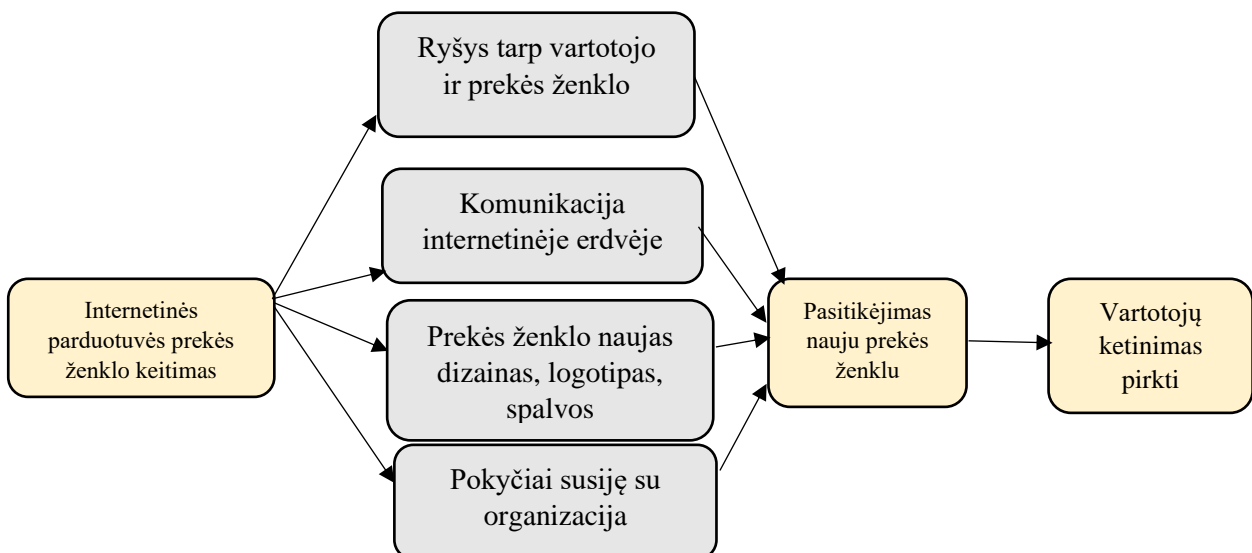 Ryšys tarp vartotojo
ir prekės ženklo
Komunikacija
internetinėje erdvėje
Internetinės
parduotuvės prekės
ženklo keitimas
Prekės ženklo naujas
dizainas, logotipas,
spalvos
Pokyčiai susiję su
organizacija
Pasitikėjimas
nauju prekės
ženklu
Vartotojų
ketinimas
pirkti